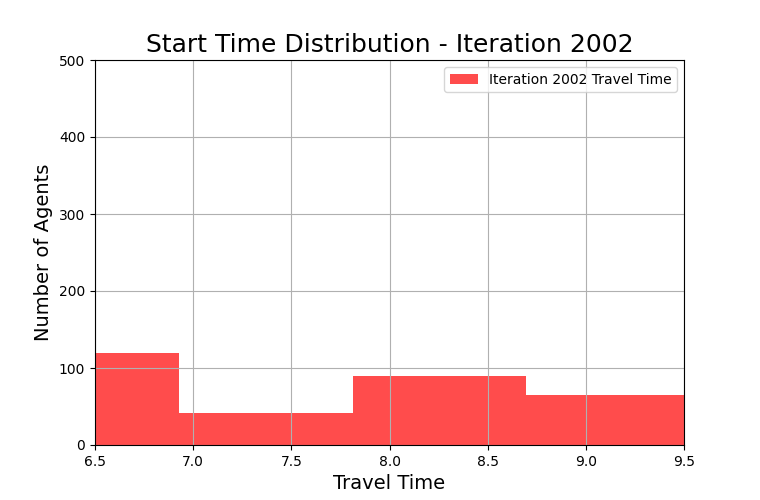 Start Time Distribution - Iteration 2002
Iteration 2002 Travel Time
Number of Agents
500
400
300
200
100
0
6.5 7.0 7.5 8.0 8.5 9.0 9.5
Travel Time